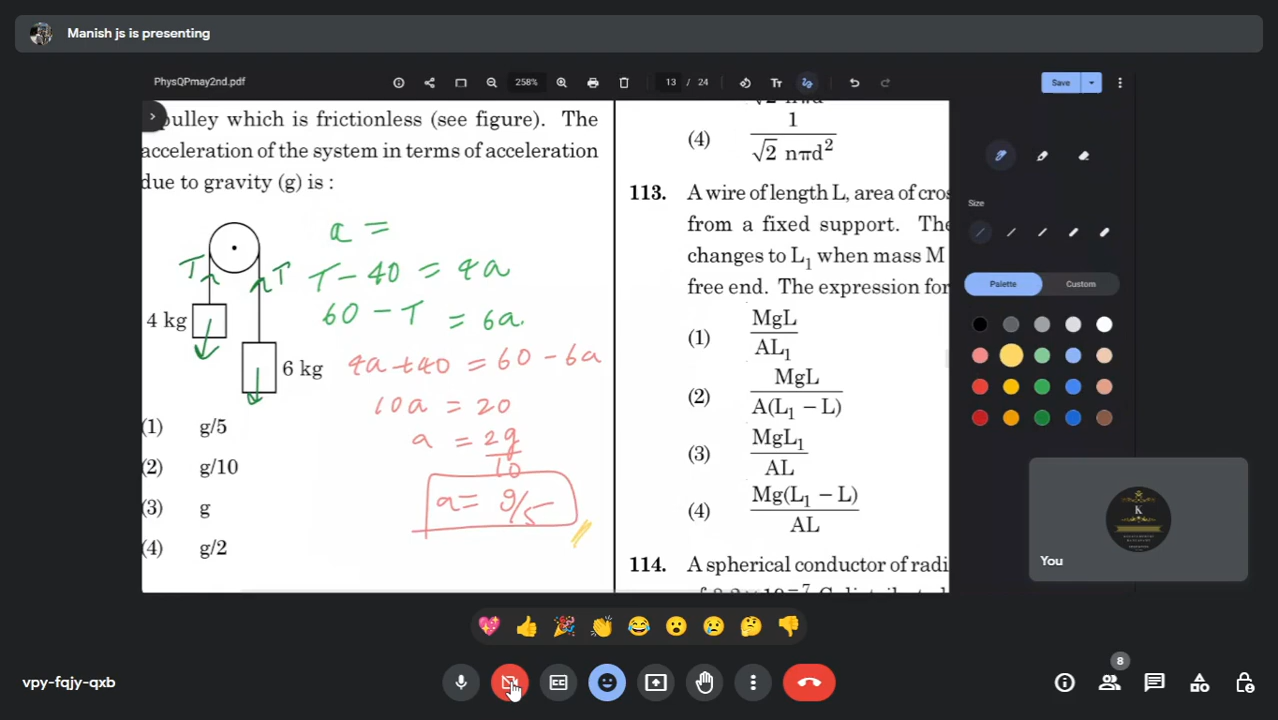 Manish js is presenting
PhysQPmay2nd.pdf
258%
13 / 24
Save
pulley which is frictionless (see figure). The
acceleration of the system in terms of acceleration
due to gravity (g) is :
a =
T T
T - 40 = 4a
60 - T = 6a.
4 kg
6 kg
4a + 40 = 60 - 6a
10a = 20
a = 2g
10
a = g/5
(1) g/5
(2) g/10
(3) g
(4) g/2
(4) 1
√2 nπd²
113. A wire of length L, area of cros
from a fixed support. The
changes to L₁ when mass M
free end. The expression for
(1) MgL
AL₁
(2) MgL
A(L₁ – L)
(3) MgL₁
AL
(4) Mg(L₁ – L)
AL
114. A spherical conductor of radi
Size
Palette Custom
K
You
vpy-fqjy-qxb
8